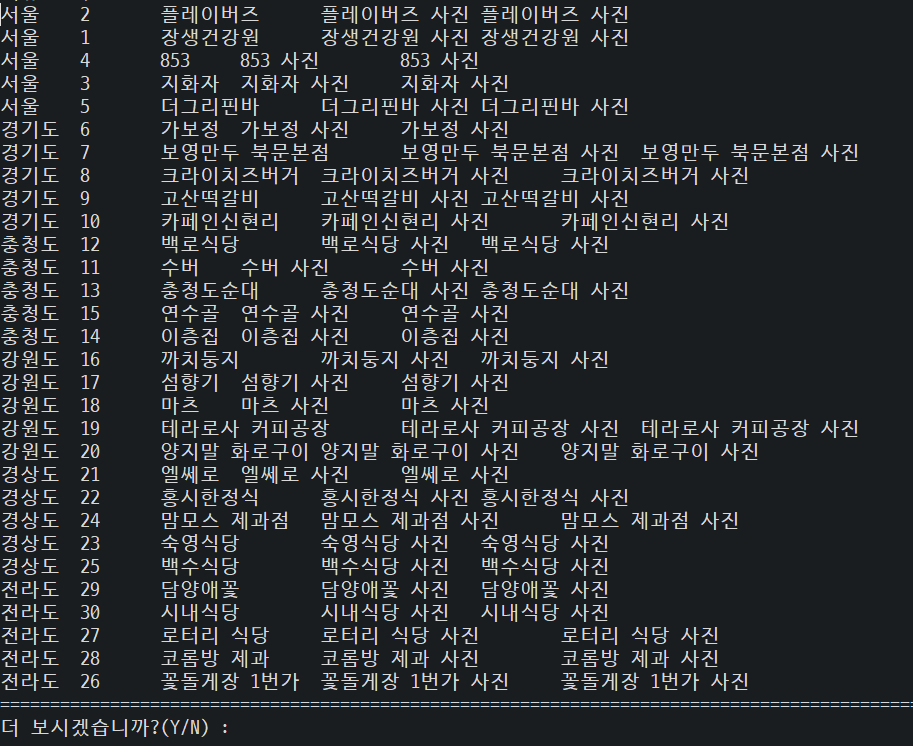 서울 2 플레이버즈 플레이버즈 사진 플레이버즈 사진
서울 1 장생건강원 장생건강원 사진 장생건강원 사진
서울 4 853 853 사진 853 사진
서울 3 지화자 지화자 사진 지화자 사진
서울 5 더그리핀바 더그리핀바 사진 더그리핀바 사진
경기도 6 가보정 가보정 사진 가보정 사진
경기도 7 보영만두 북문본점 보영만두 북문본점 사진 보영만두 북문본점 사진
경기도 8 크라이치즈버거 크라이치즈버거 사진 크라이치즈버거 사진
경기도 9 고산떡갈비 고산떡갈비 사진 고산떡갈비 사진
경기도 10 카페인신현리 카페인신현리 사진 카페인신현리 사진
충청도 12 백로식당 백로식당 사진 백로식당 사진
충청도 11 수버 수버 사진 수버 사진
충청도 13 충청도순대 충청도순대 사진 충청도순대 사진
충청도 15 연수골 연수골 사진 연수골 사진
충청도 14 이층집 이층집 사진 이층집 사진
강원도 16 까치둥지 까치둥지 사진 까치둥지 사진
강원도 17 섬향기 섬향기 사진 섬향기 사진
강원도 18 마츠 마츠 사진 마츠 사진
강원도 19 테라로사 커피공장 테라로사 커피공장 사진 테라로사 커피공장 사진
강원도 20 양지말 화로구이 양지말 화로구이 사진 양지말 화로구이 사진
경상도 21 엘쎄로 엘쎄로 사진 엘쎄로 사진
경상도 22 홍시한정식 홍시한정식 사진 홍시한정식 사진
경상도 24 맘모스 제과점 맘모스 제과점 사진 맘모스 제과점 사진
경상도 23 숙영식당 숙영식당 사진 숙영식당 사진
경상도 25 백수식당 백수식당 사진 백수식당 사진
전라도 29 담양애꽃 담양애꽃 사진 담양애꽃 사진
전라도 30 시내식당 시내식당 사진 시내식당 사진
전라도 27 로터리 식당 로터리 식당 사진 로터리 식당 사진
전라도 28 코롬방 제과 코롬방 제과 사진 코롬방 제과 사진
전라도 26 꽃돌게장 1번가 꽃돌게장 1번가 사진 꽃돌게장 1번가 사진
===========================================================================================
더 보시겠습니까?(Y/N) :